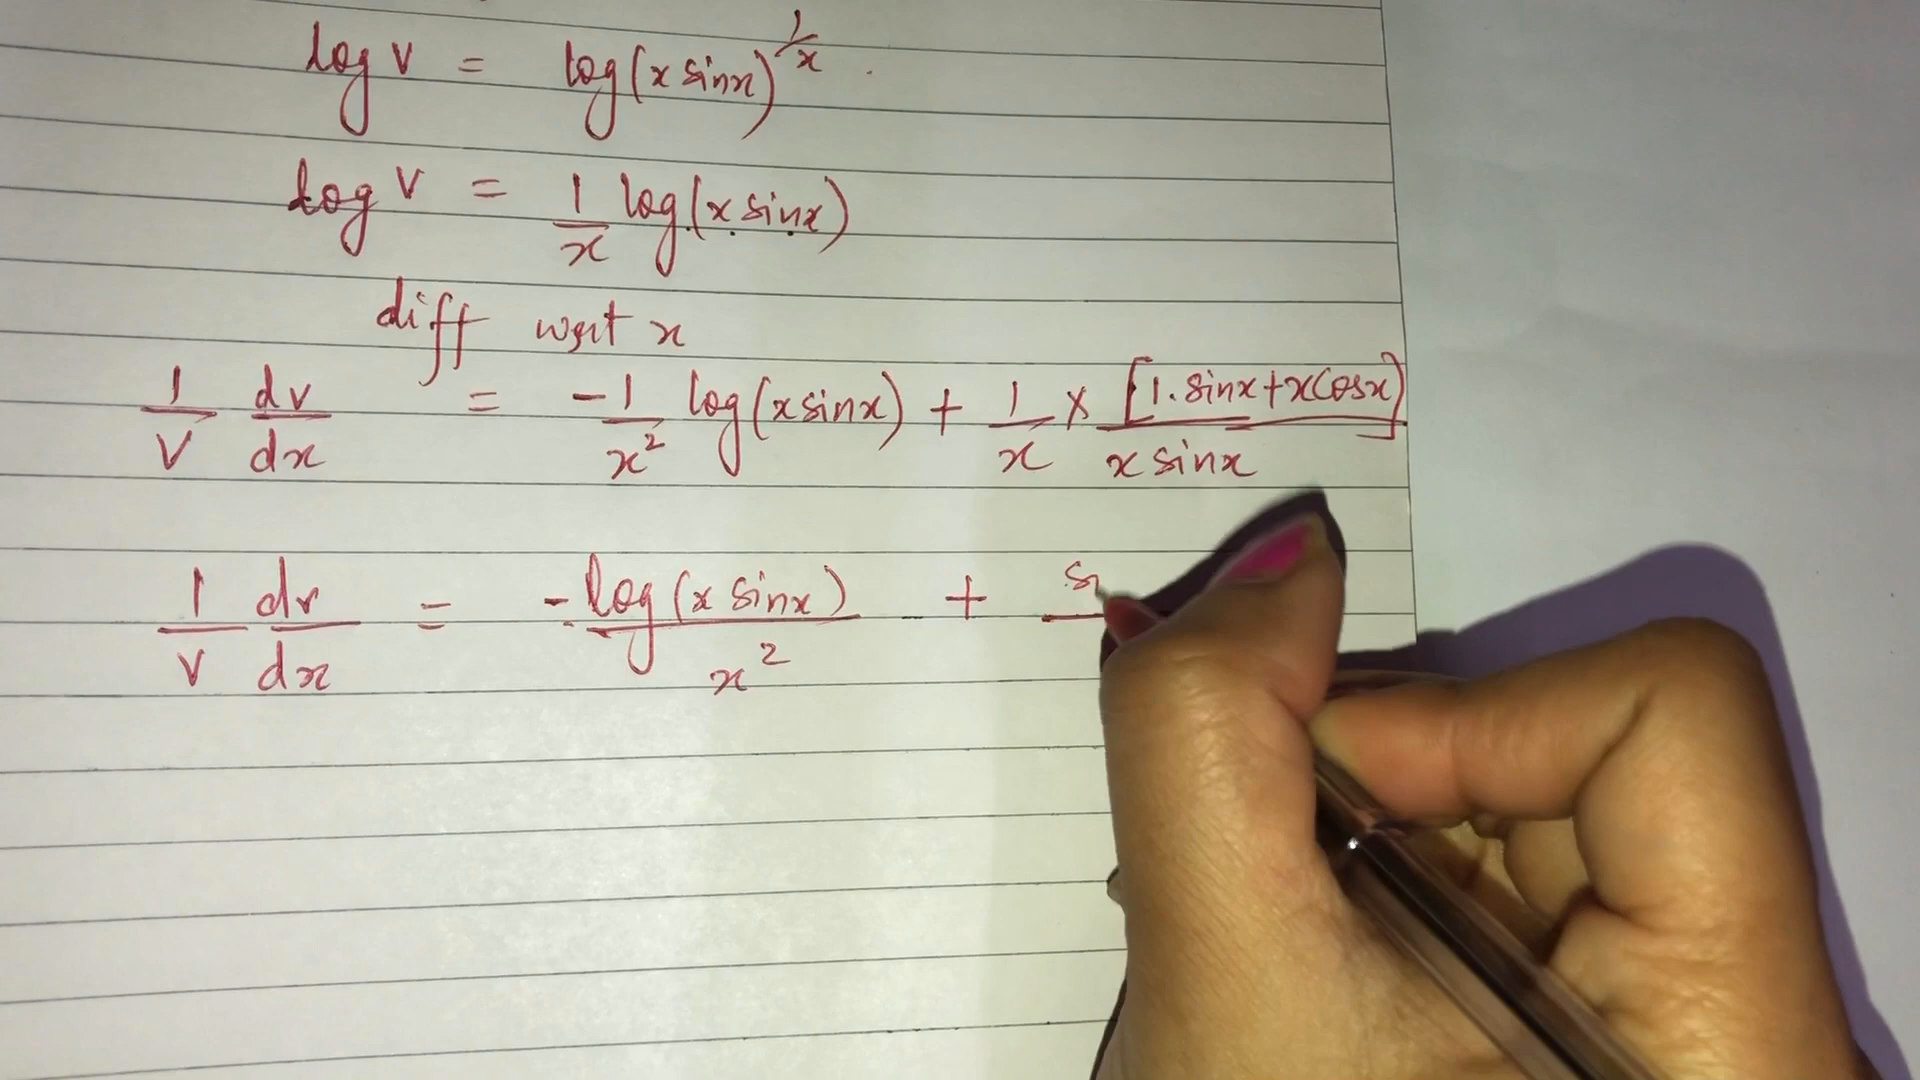 log v = log(x sinx)^1/x .
log v = 1/x log(x sinx)
diff wrt x
1/v dv/dx = -1/x² log(x sinx) + 1/x × [1. sinx + x cosx]/x sinx
1/v dv/dx = -log(x sinx)/x² + si